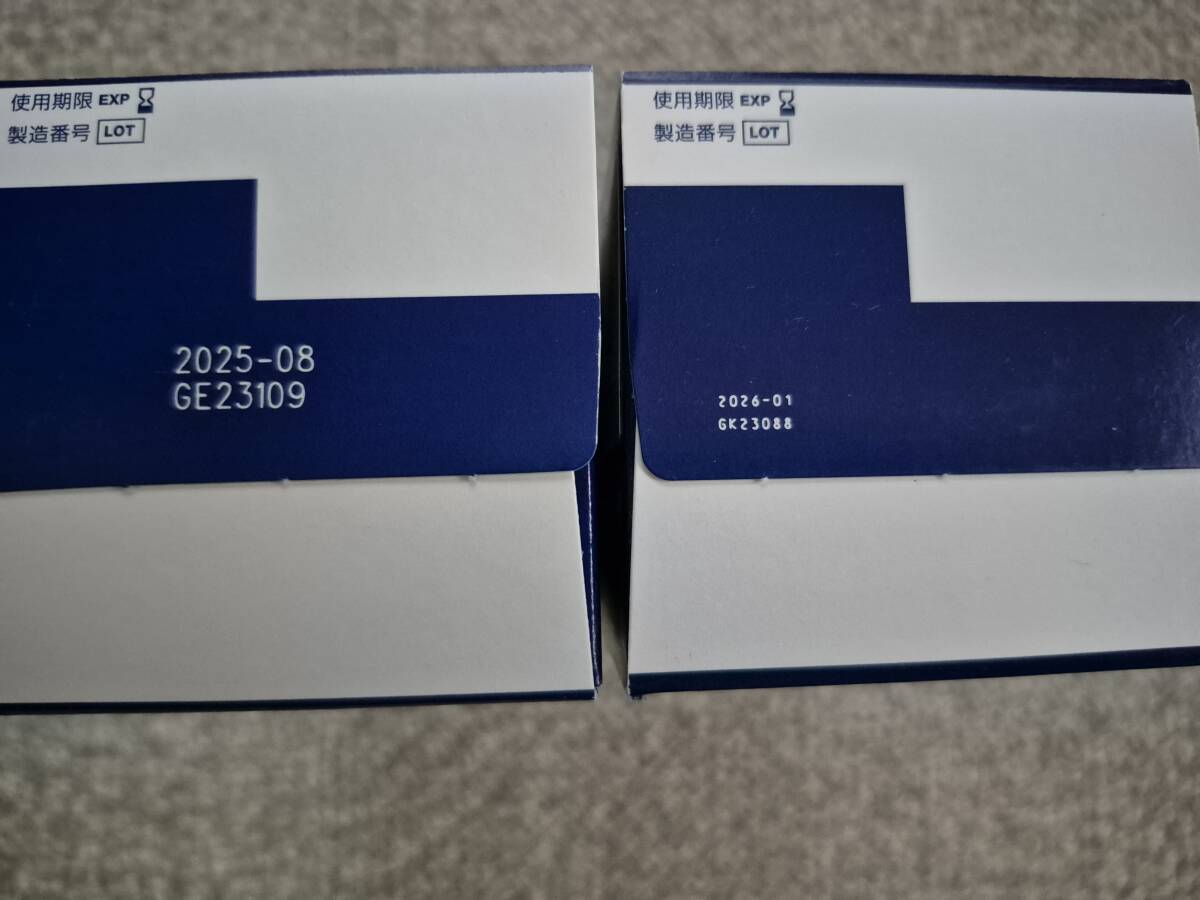 使用期限 EXP
製造番号 LOT
2025-08
GE23109
使用期限 EXP
製造番号 LOT
2026-01
GK23088